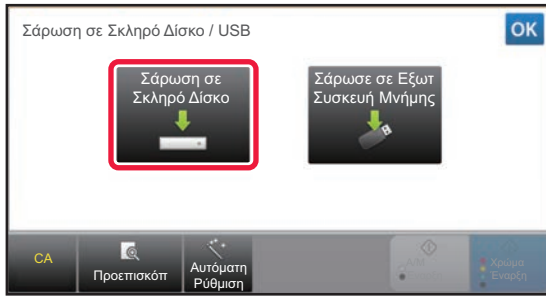 Σάρωση σε Σκληρό Δίσκο / USB
OK
Σάρωση σε
Σκληρό Δίσκο
Σάρωσε σε Εξωτ
Συσκευή Μνήμης
CA
Προεπισκόπ
Αυτόματη
Ρύθμιση
Χρώμα
Έναρξη